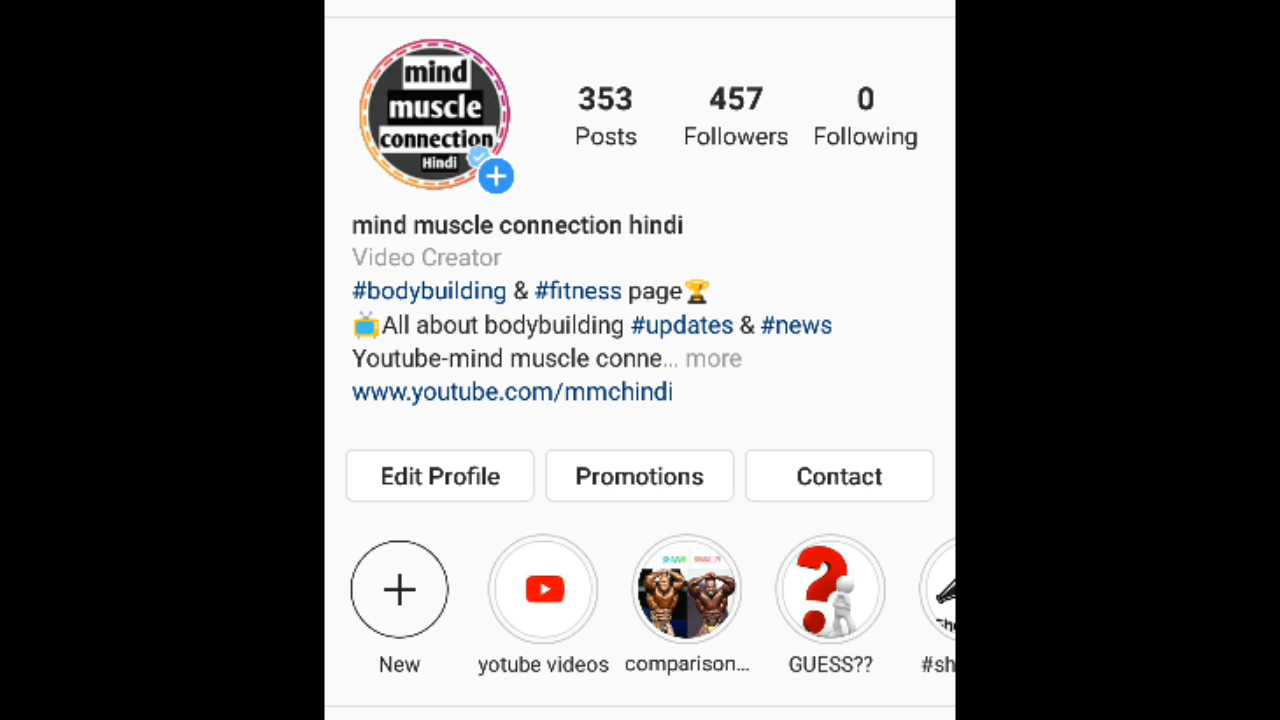 mind
muscle
connection
Hindi
353 457 0
Posts Followers Following
mind muscle connection hindi
Video Creator
#bodybuilding & #fitness page🏆
📺All about bodybuilding #updates & #news
Youtube-mind muscle conne... more
www.youtube.com/mmchindi
Edit Profile Promotions Contact
New yotube videos comparison... GUESS?? #sh